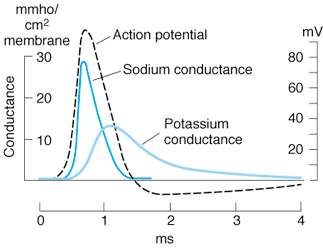 mmho/
cm2
membrane
mV
Action potential
Sodium conductance
Potassium
conductance
Conductance
30
20
10
80
60
40
20
0
1
2
3
4
ms